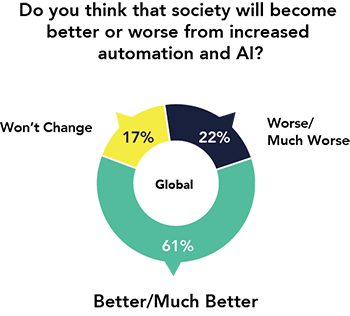 Do you think that society will become
better or worse from increased
automation and AI?
Won't Change
17%
22%
Worse/
Much Worse
Global
61%
Better/Much Better